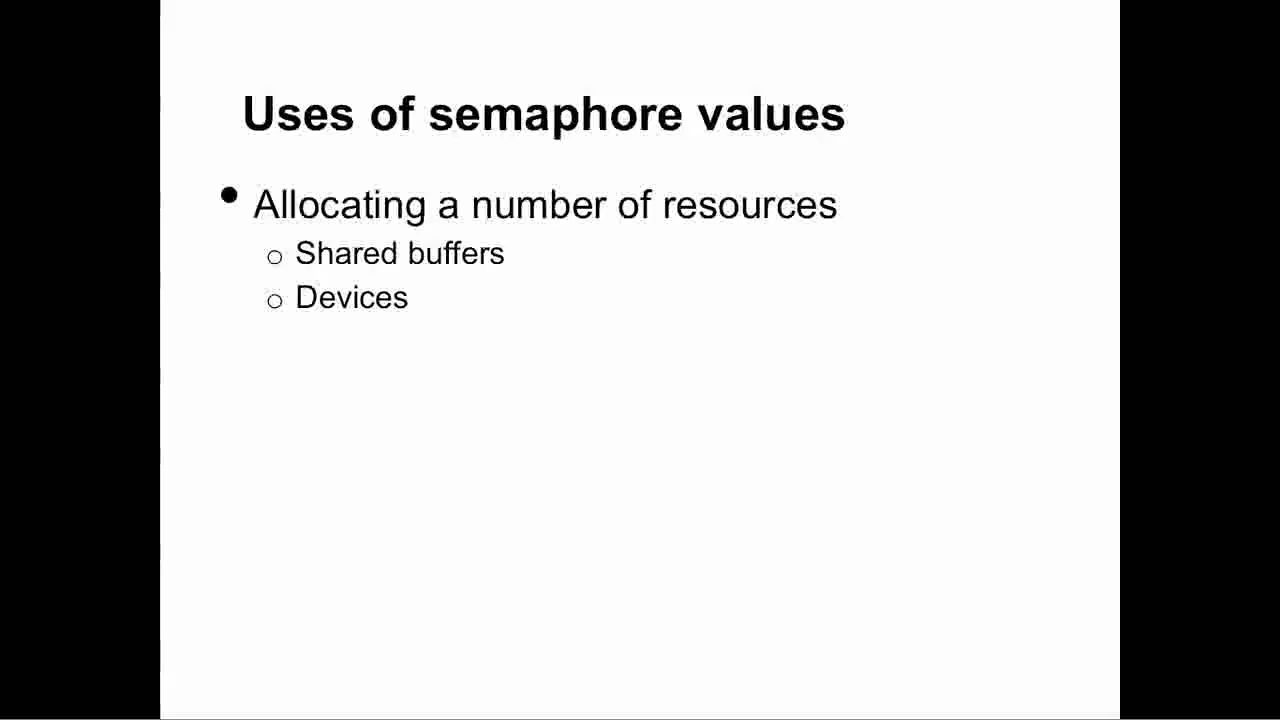 Uses of semaphore values
• Allocating a number of resources
o Shared buffers
o Devices